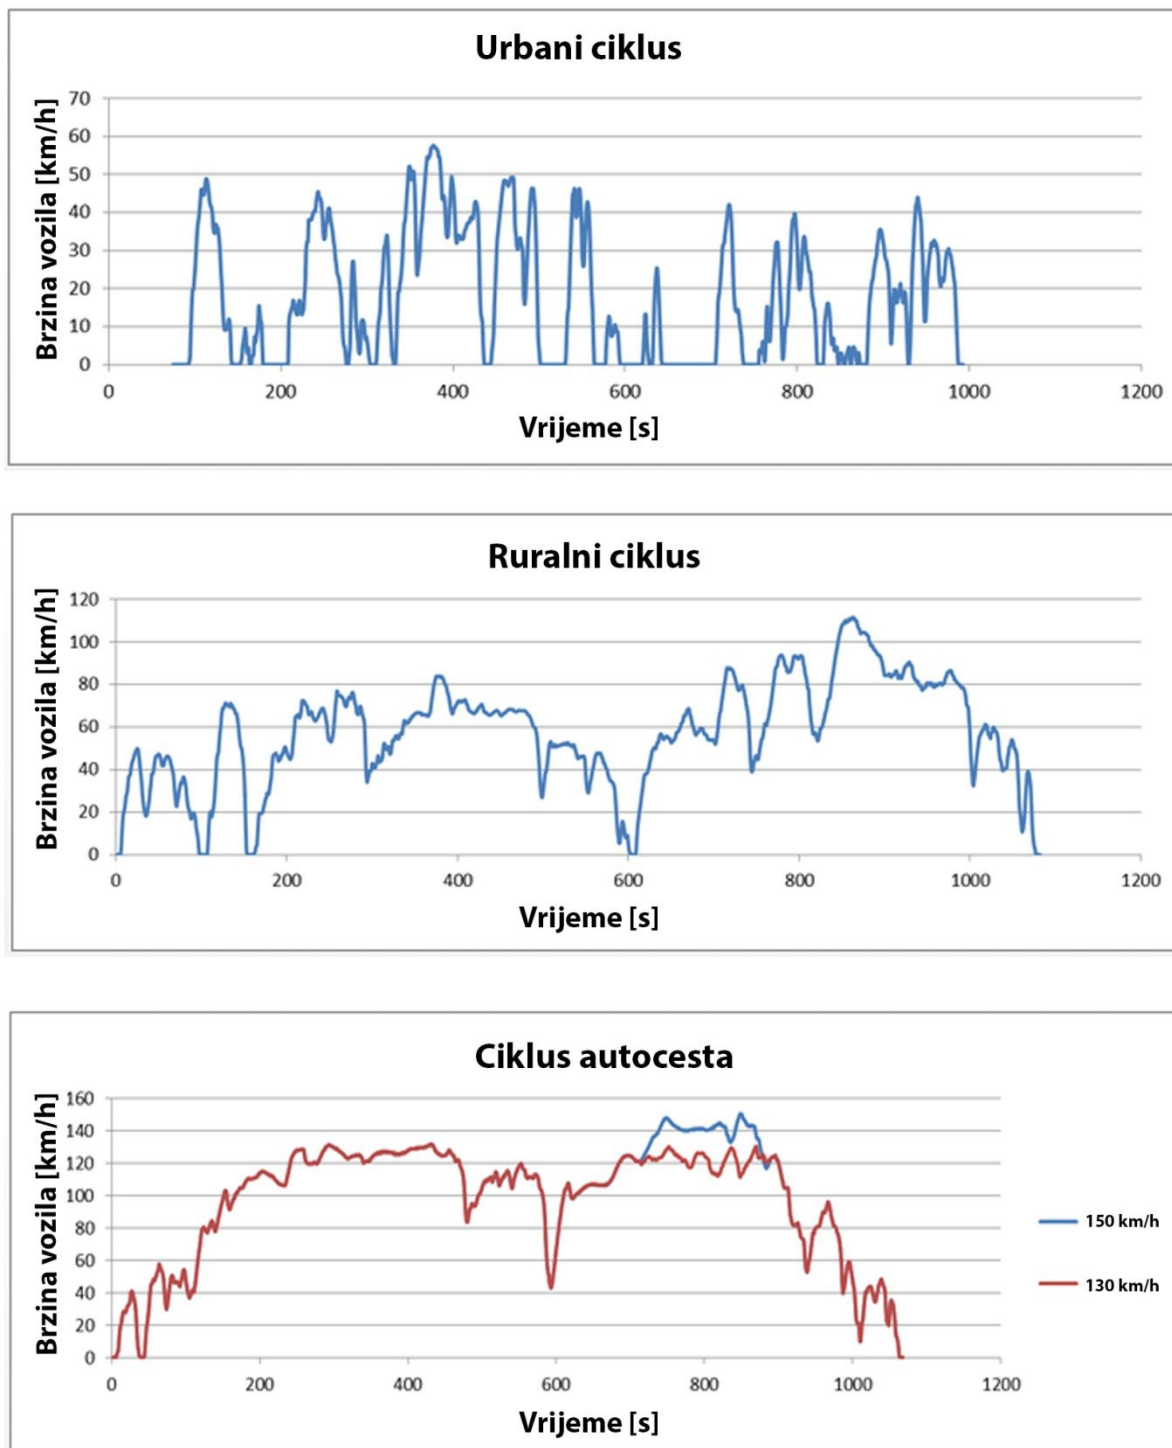 Urbani ciklus
Brzina vozila [km/h]
70
60
50
40
30
20
10
0
0 200 400 600 800 1000 1200
Vrijeme [s]
Ruralni ciklus
Brzina vozila [km/h]
120
100
80
60
40
20
0
0 200 400 600 800 1000 1200
Vrijeme [s]
Ciklus autocesta
Brzina vozila [km/h]
160
140
120
100
80
60
40
20
0
0 200 400 600 800 1000 1200
Vrijeme [s]
150 km/h
130 km/h